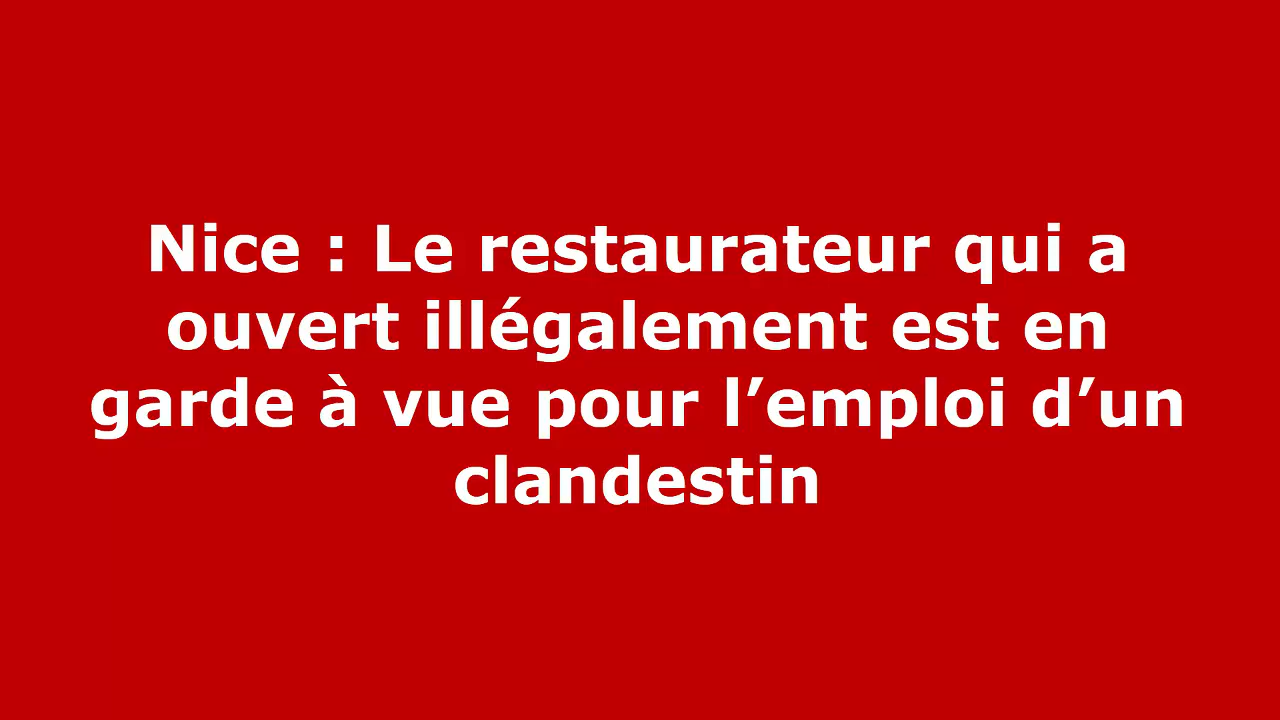 Nice : Le restaurateur qui a
ouvert illégalement est en
garde à vue pour l’emploi d’un
clandestin